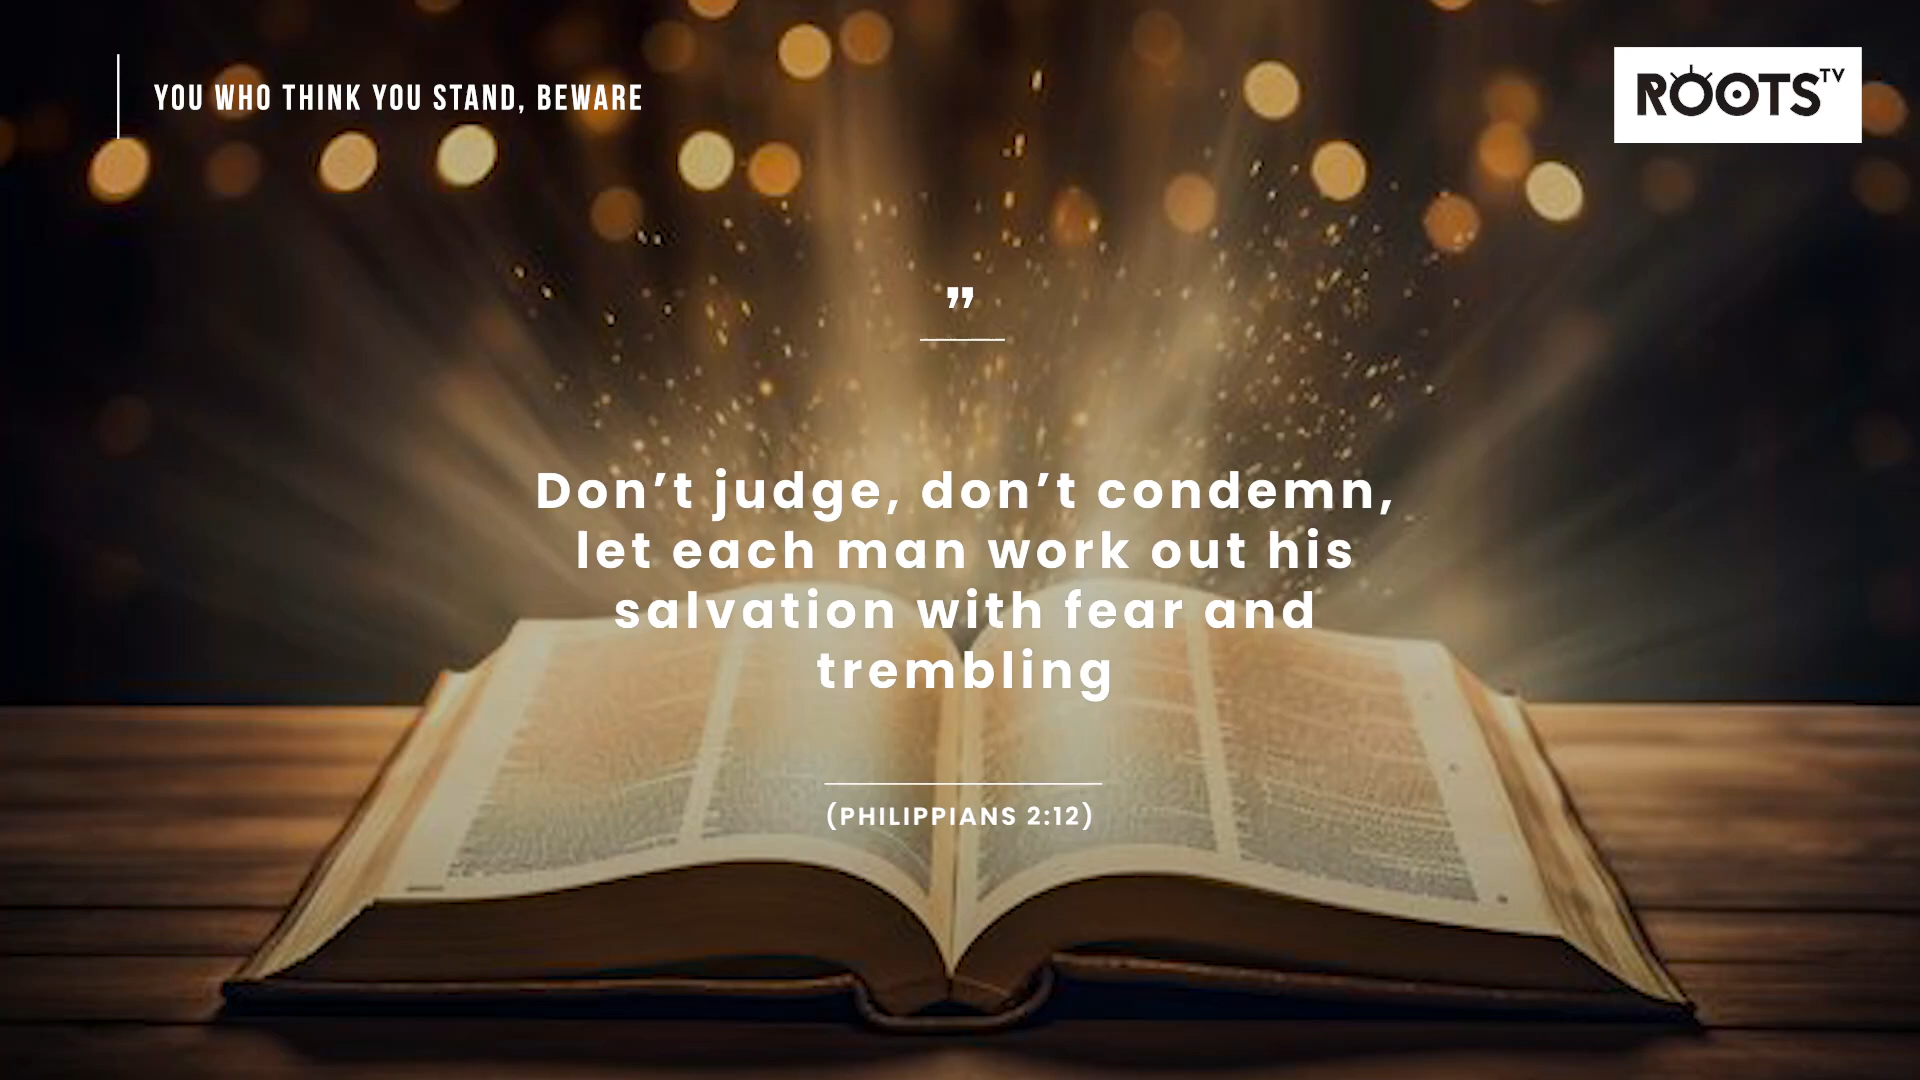 YOU WHO THINK YOU STAND, BEWARE
ROOTS TV
”
Don’t judge, don’t condemn,
let each man work out his
salvation with fear and
trembling
(PHILIPPIANS 2:12)